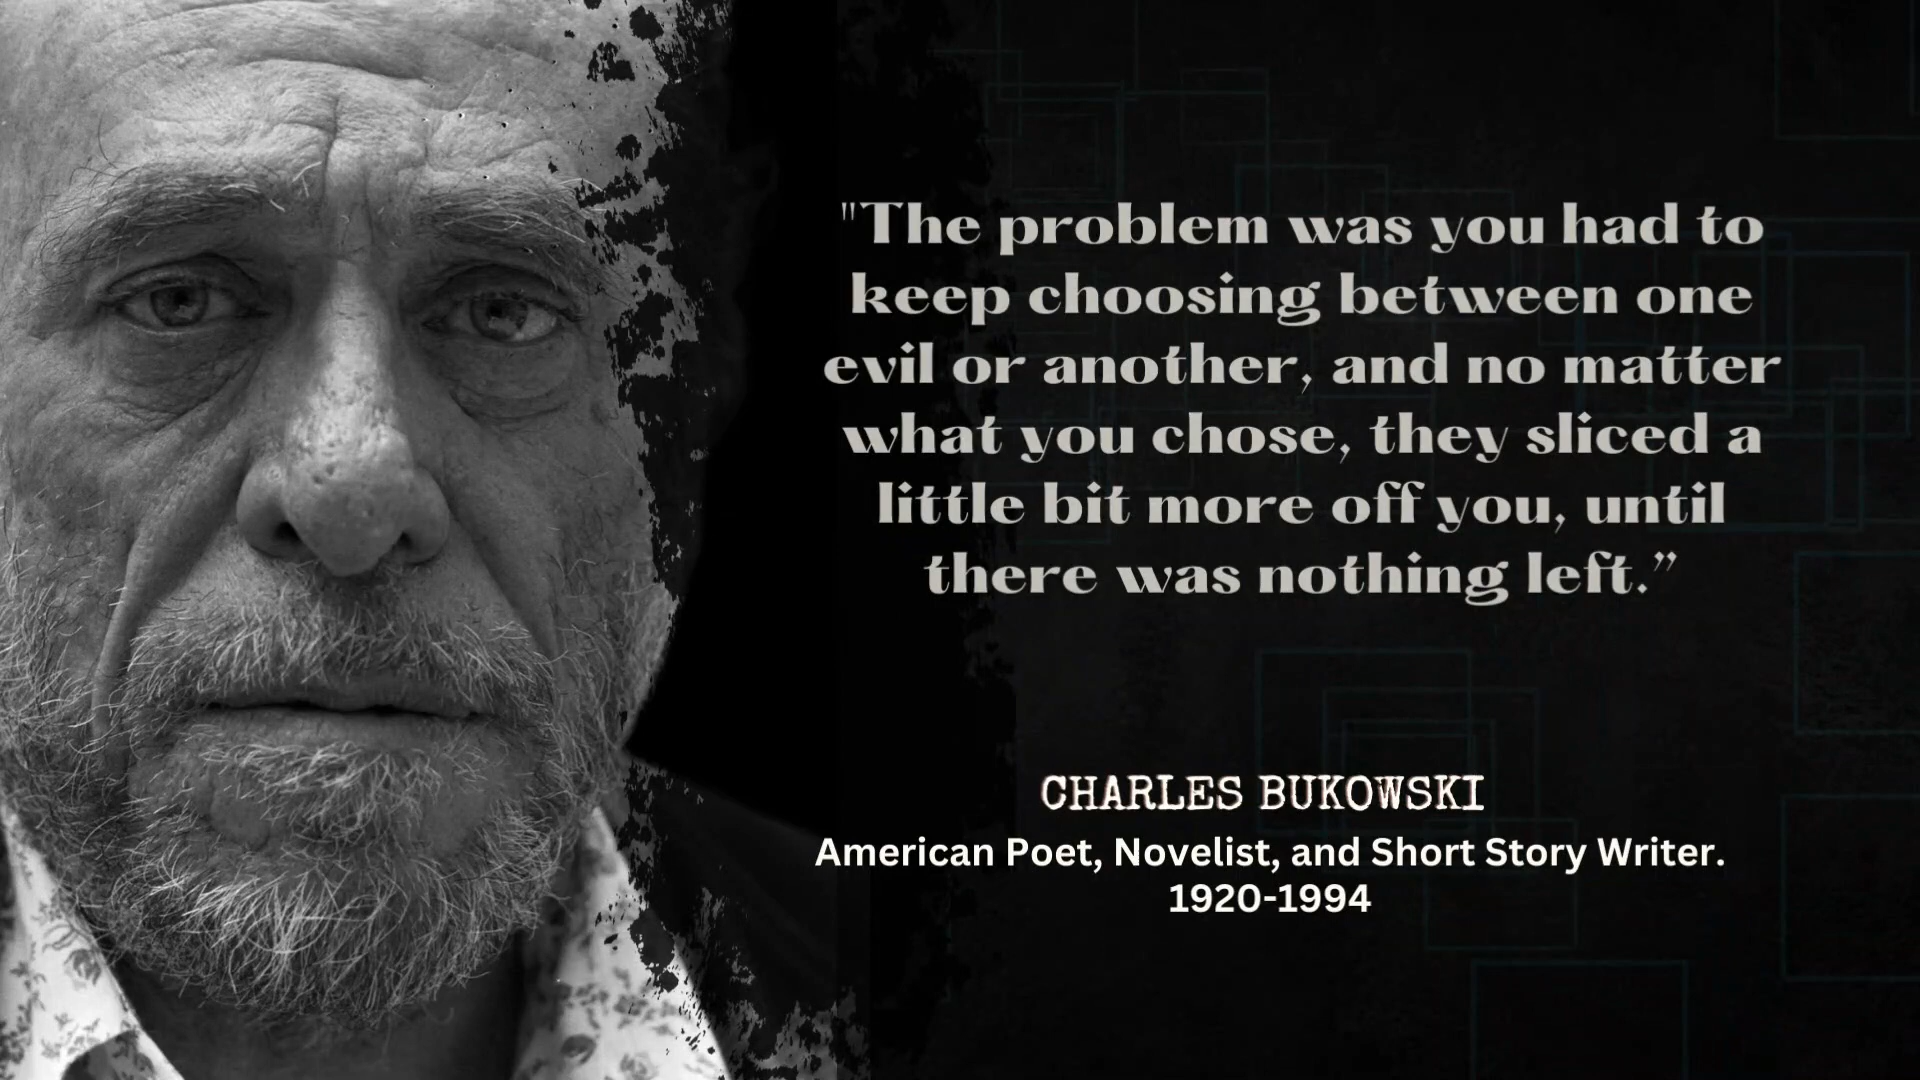 "The problem was you had to
keep choosing between one
evil or another, and no matter
what you chose, they sliced a
little bit more off you, until
there was nothing left.”
CHARLES BUKOWSKI
American Poet, Novelist, and Short Story Writer.
1920-1994